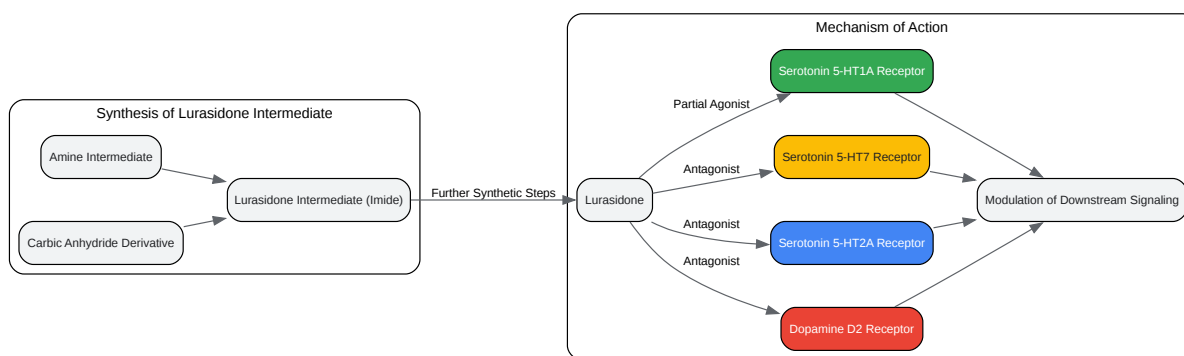 Synthesis of Lurasidone Intermediate
Amine Intermediate
Carbic Anhydride Derivative
Lurasidone Intermediate (Imide)
Further Synthetic Steps
Mechanism of Action
Lurasidone
Partial Agonist
Antagonist
Antagonist
Antagonist
Serotonin 5-HT1A Receptor
Serotonin 5-HT7 Receptor
Serotonin 5-HT2A Receptor
Dopamine D2 Receptor
Modulation of Downstream Signaling